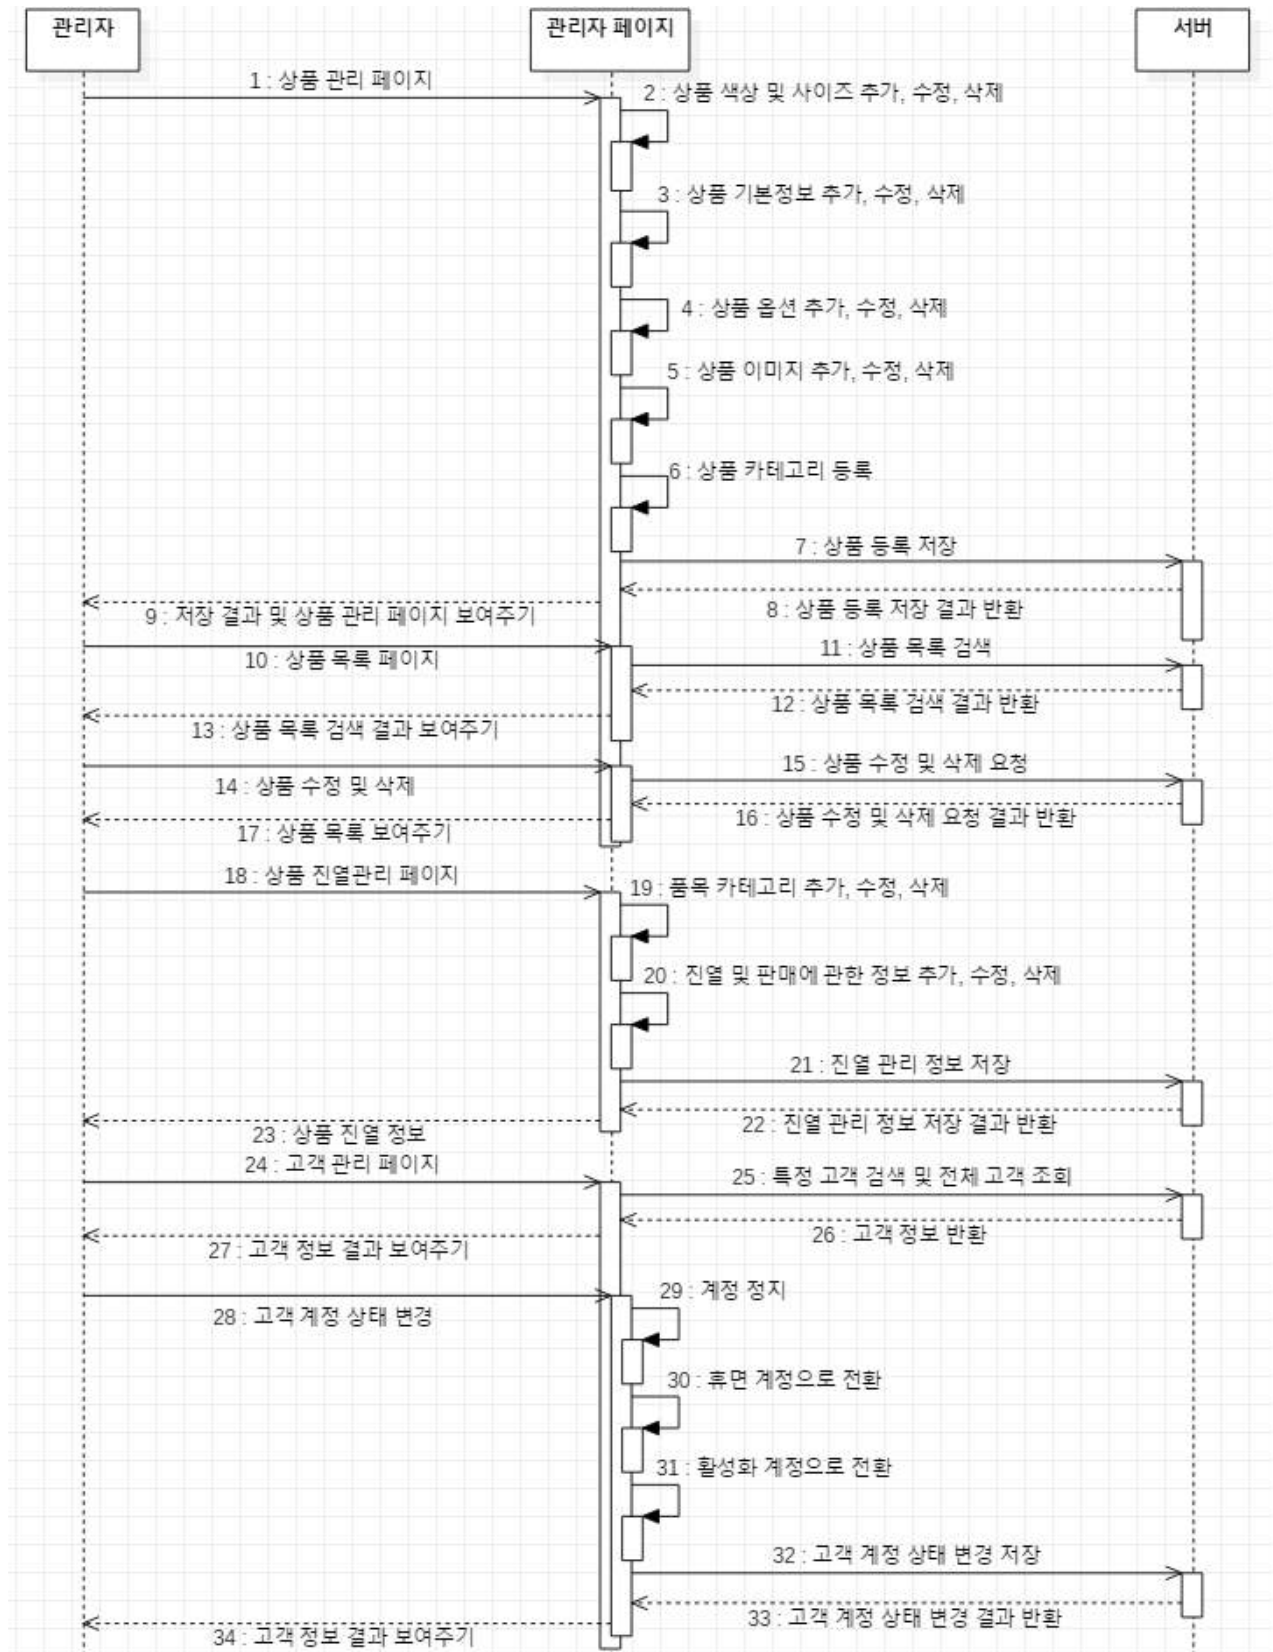 관리자
관리자 페이지
서버
1 : 상품 관리 페이지
2 : 상품 색상 및 사이즈 추가, 수정, 삭제
3 : 상품 기본정보 추가, 수정, 삭제
4 : 상품 옵션 추가, 수정, 삭제
5 : 상품 이미지 추가, 수정, 삭제
6 : 상품 카테고리 등록
7 : 상품 등록 저장
8 : 상품 등록 저장 결과 반환
9 : 저장 결과 및 상품 관리 페이지 보여주기
10 : 상품 목록 페이지
11 : 상품 목록 검색
12 : 상품 목록 검색 결과 반환
13 : 상품 목록 검색 결과 보여주기
14 : 상품 수정 및 삭제
15 : 상품 수정 및 삭제 요청
16 : 상품 수정 및 삭제 요청 결과 반환
17 : 상품 목록 보여주기
18 : 상품 진열관리 페이지
19 : 품목 카테고리 추가, 수정, 삭제
20 : 진열 및 판매에 관한 정보 추가, 수정, 삭제
21 : 진열 관리 정보 저장
22 : 진열 관리 정보 저장 결과 반환
23 : 상품 진열 정보
24 : 고객 관리 페이지
25 : 특정 고객 검색 및 전체 고객 조회
26 : 고객 정보 반환
27 : 고객 정보 결과 보여주기
28 : 고객 계정 상태 변경
29 : 계정 정지
30 : 휴면 계정으로 전환
31 : 활성화 계정으로 전환
32 : 고객 계정 상태 변경 저장
33 : 고객 계정 상태 변경 결과 반환
34 : 고객 정보 결과 보여주기